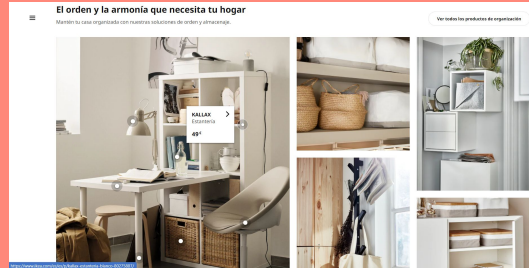 El orden y la armonía que necesita tu hogar
Mantén tu casa organizada con nuestras soluciones de orden y almacenaje.
Ver todos los productos de organización
KALLAX
Estantería
49€